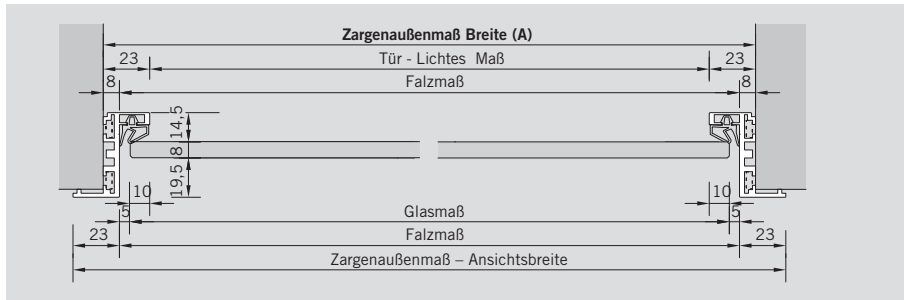 Zargenaußenmaß Breite (A)
23 Tür - Lichtes Maß 23
8 Falzmaß 8
14,5
8
19,5
10 10
5 Glasmaß 5
23 Falzmaß 23
Zargenaußenmaß – Ansichtsbreite